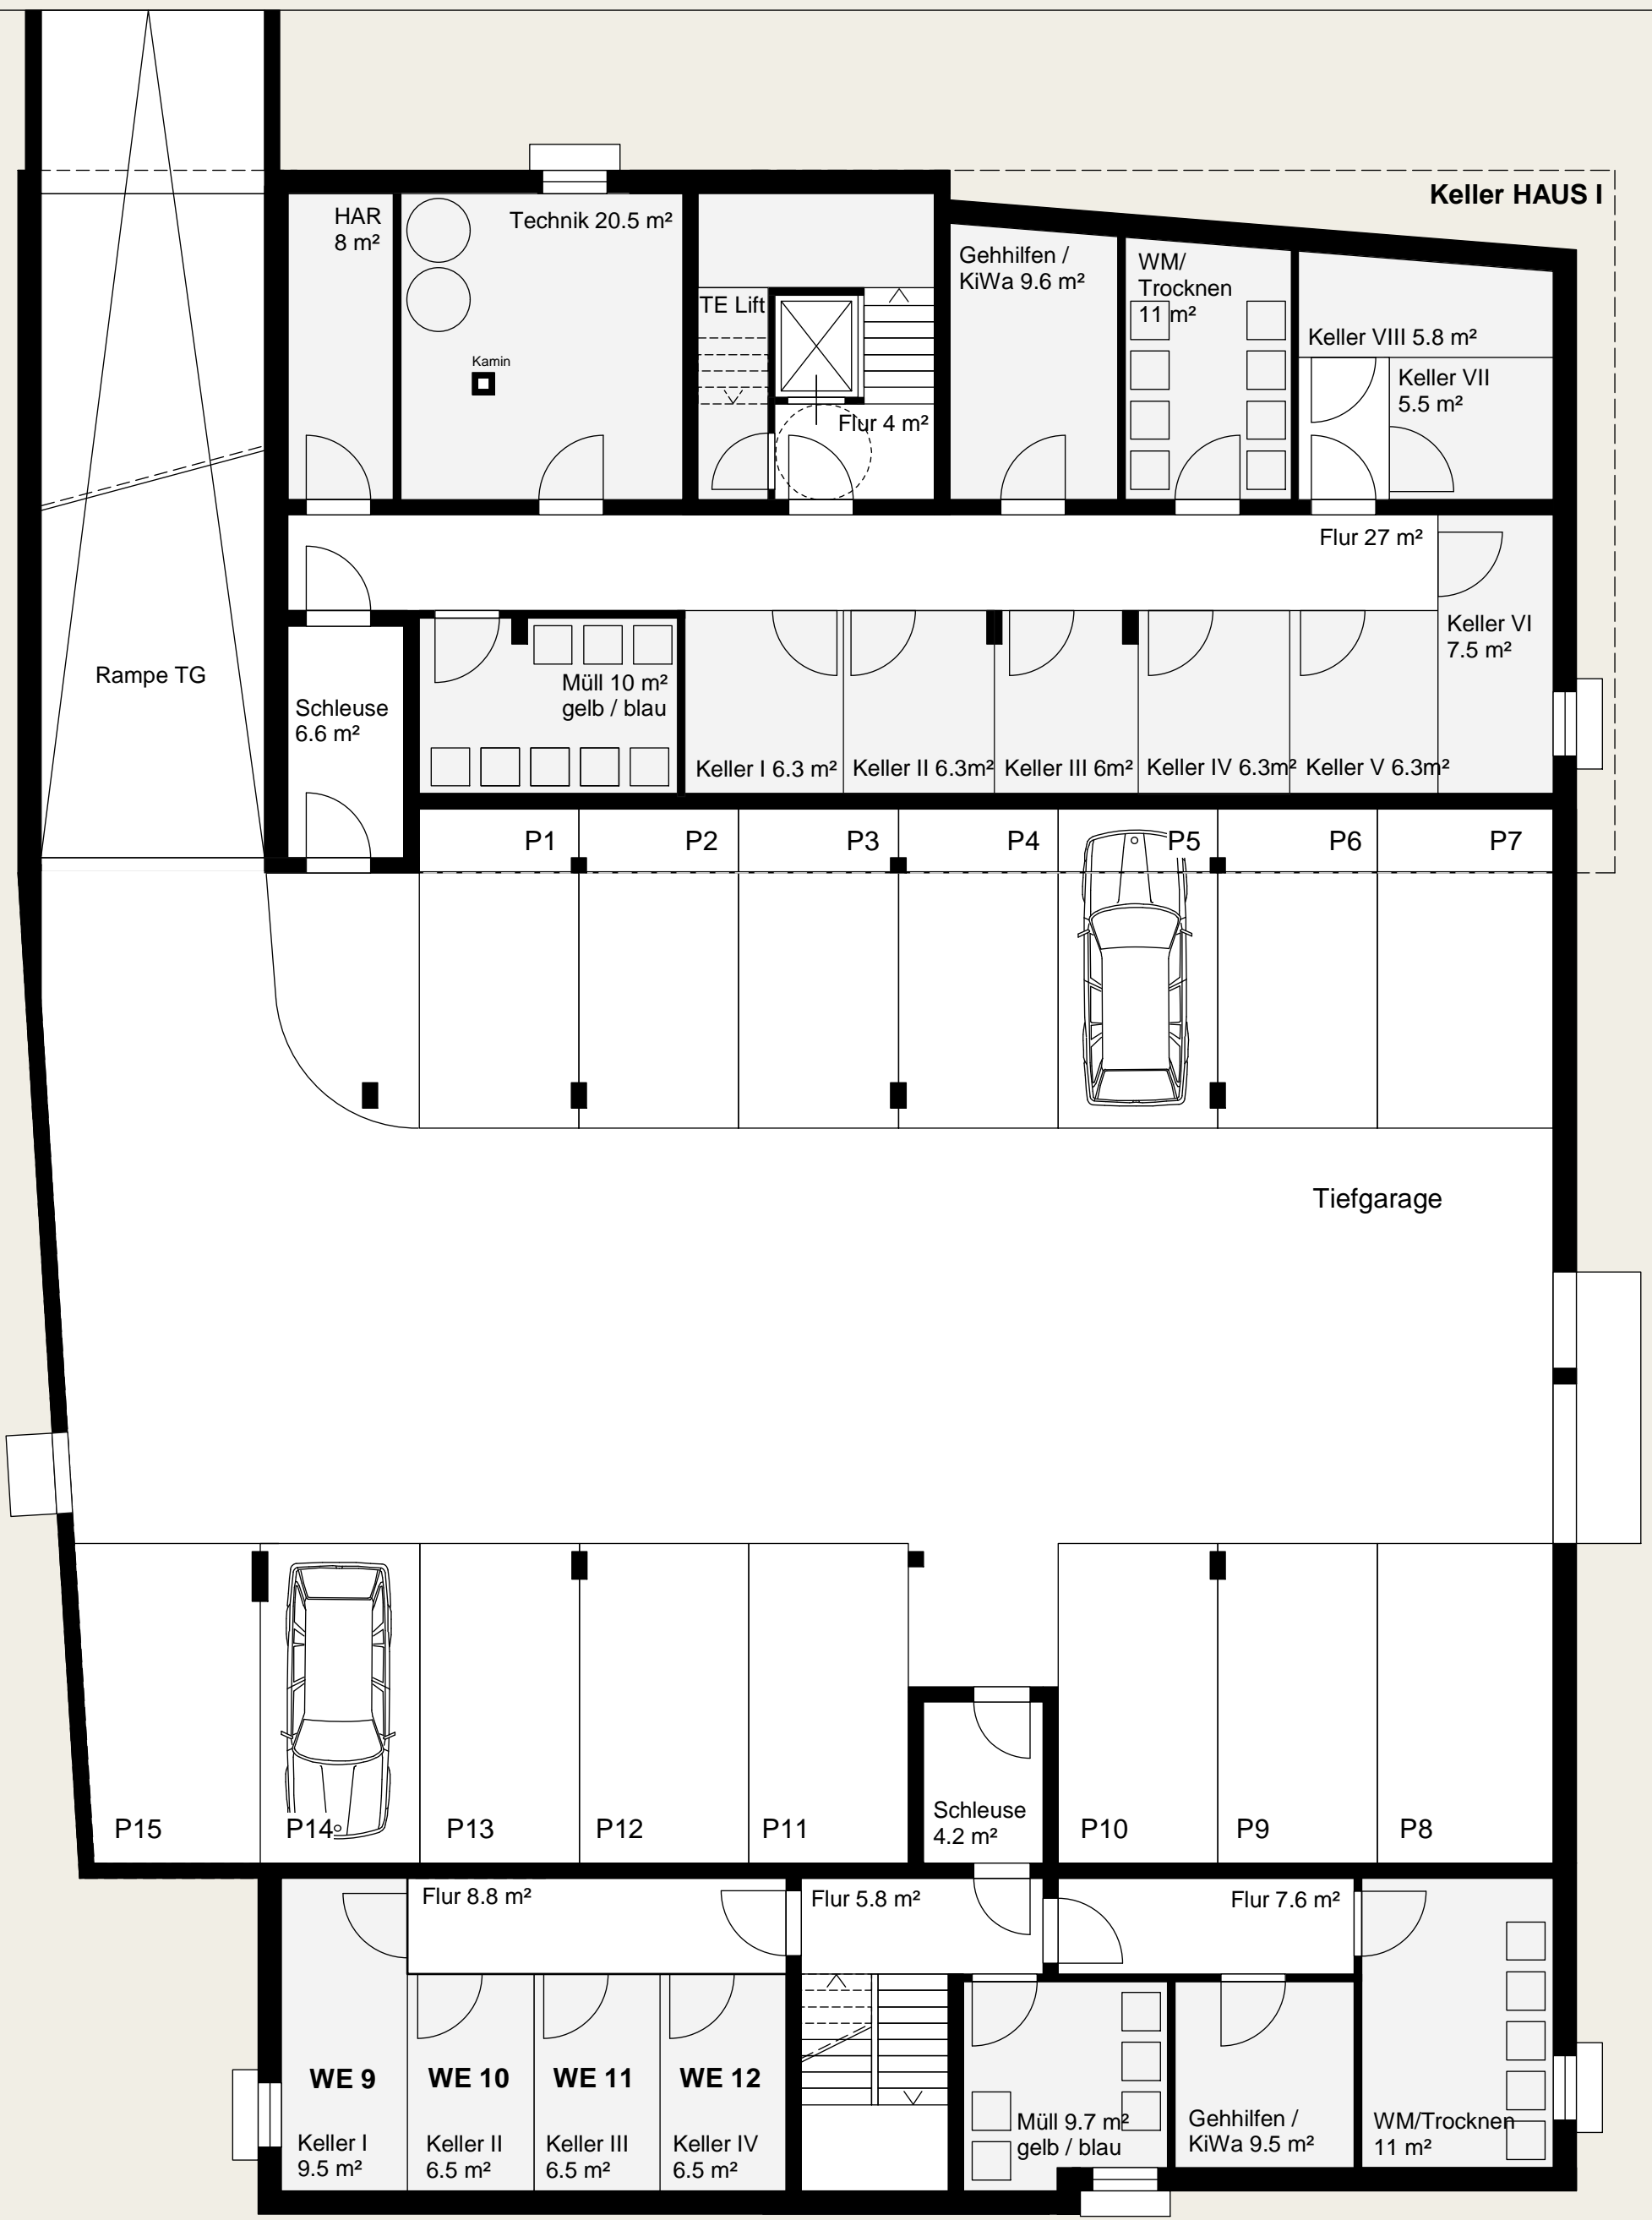 Keller HAUS I
HAR
8 m²
Technik 20.5 m²
Kamin
TE Lift
Flur 4 m²
Gehhilfen /
KiWa 9.6 m²
WM/
Trocknen
11 m²
Keller VIII 5.8 m²
Keller VII
5.5 m²
Flur 27 m²
Keller VI
7.5 m²
Rampe TG
Schleuse
6.6 m²
Müll 10 m²
gelb / blau
Keller I 6.3 m²
Keller II 6.3m²
Keller III 6m²
Keller IV 6.3m²
Keller V 6.3m²
P1
P2
P3
P4
P5
P6
P7
Tiefgarage
P15
P14
P13
P12
P11
Schleuse
4.2 m²
P10
P9
P8
Flur 8.8 m²
Flur 5.8 m²
Flur 7.6 m²
WE 9
Keller I
9.5 m²
WE 10
Keller II
6.5 m²
WE 11
Keller III
6.5 m²
WE 12
Keller IV
6.5 m²
Müll 9.7 m²
gelb / blau
Gehhilfen /
KiWa 9.5 m²
WM/Trocknen
11 m²